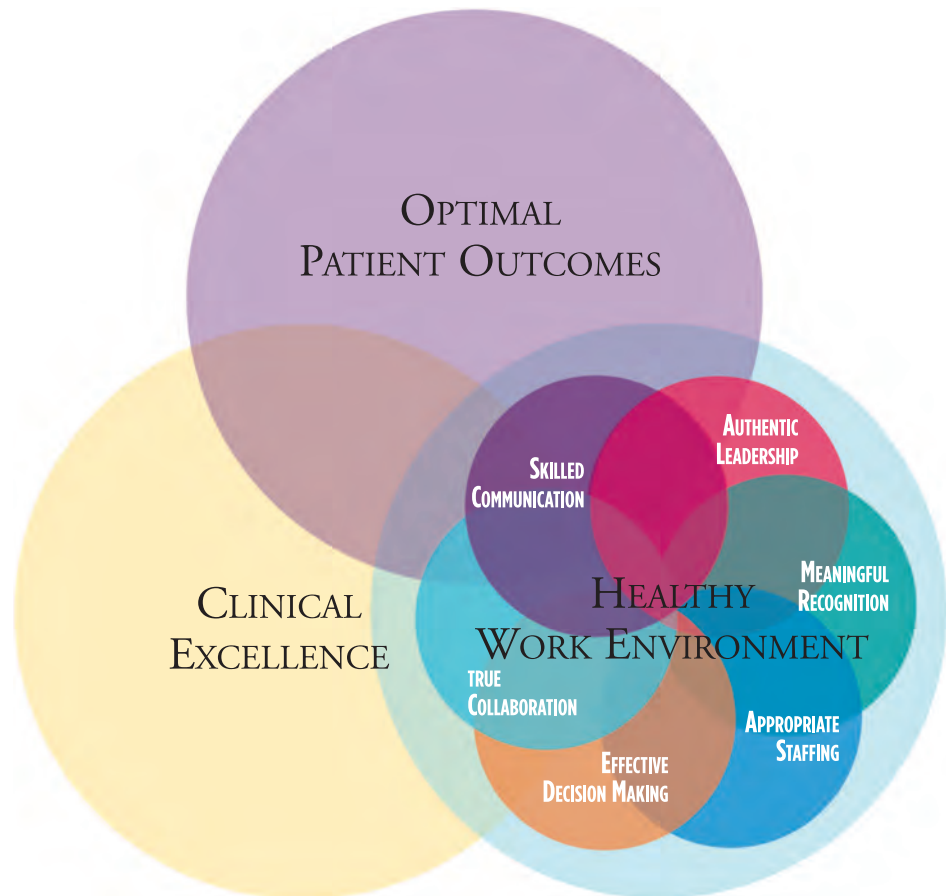 OPTIMAL
PATIENT OUTCOMES
AUTHENTIC
LEADERSHIP
SKILLED
COMMUNICATION
MEANINGFUL
RECOGNITION
CLINICAL
EXCELLENCE
HEALTHY
WORK ENVIRONMENT
TRUE
COLLABORATION
APPROPRIATE
STAFFING
EFFECTIVE
DECISION MAKING